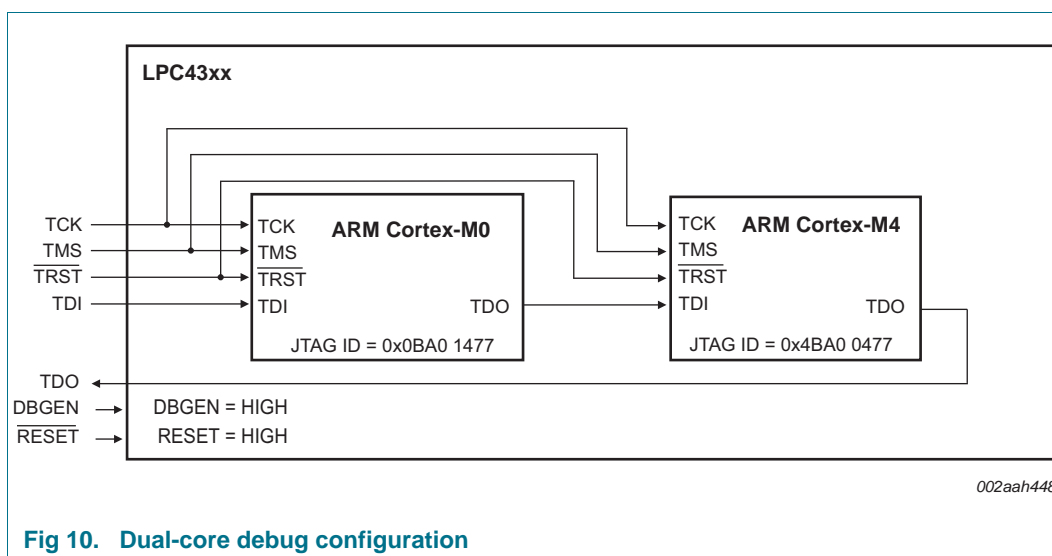 LPC43xx
TCK
TMS
TRST
TDI
TCK
TMS
TRST
TDI
ARM Cortex-M0
TDO
JTAG ID = 0x0BA0 1477
TCK
TMS
TRST
TDI
ARM Cortex-M4
TDO
JTAG ID = 0x4BA0 0477
TDO
DBGEN
RESET
DBGEN = HIGH
RESET = HIGH
002aah448
Fig 10. Dual-core debug configuration